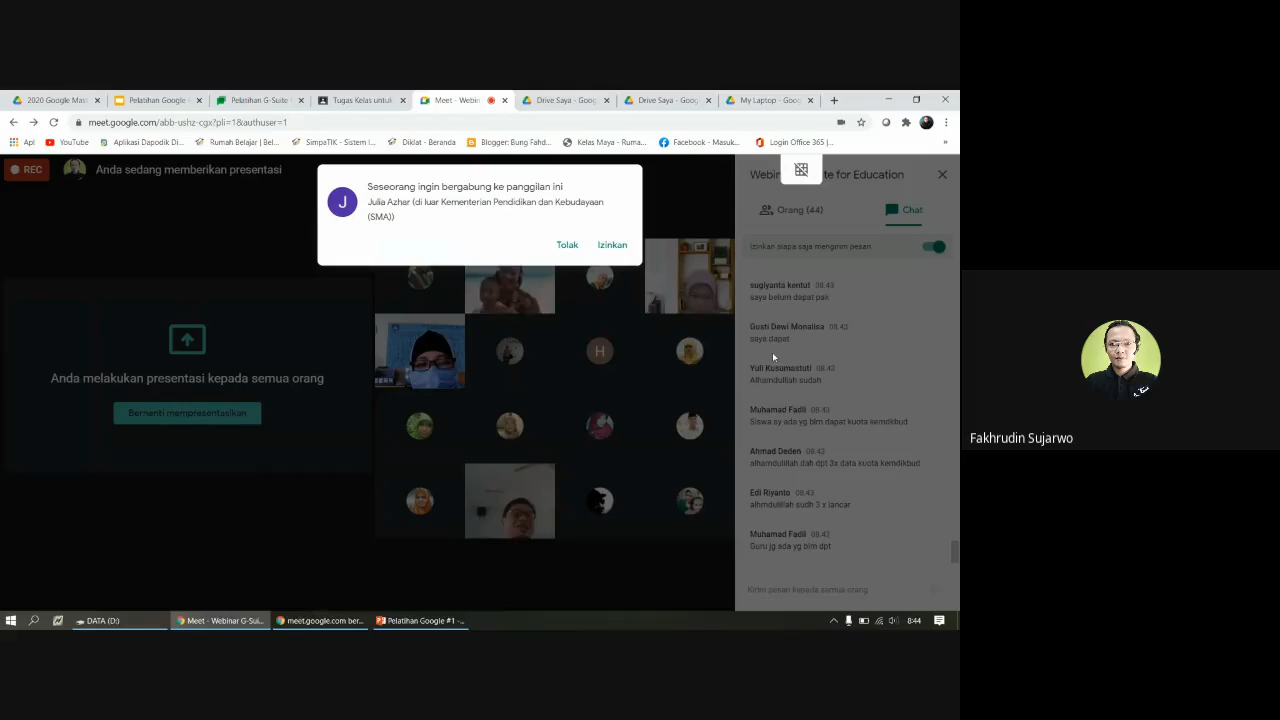 2020 Google Mast
Pelatihan Google
Pelatihan G-Suite
Tugas Kelas untuk
Meet - Webin
Drive Saya - Goog
Drive Saya - Goog
My Laptop - Goog
meet.google.com/abb-ushz-cgx?pli=1&authuser=1
Apl
YouTube
Aplikasi Dapodik Di...
Rumah Belajar | Bel...
SimpaTIK - Sistem I...
Diklat - Beranda
Blogger: Bung Fahd...
Kelas Maya - Ruma...
Facebook - Masuk...
Login Office 365 |...
»
REC
Anda sedang memberikan presentasi
J
Seseorang ingin bergabung ke panggilan ini
Julia Azhar (di luar Kementerian Pendidikan dan Kebudayaan
(SMA))
Tolak
Izinkan
Anda melakukan presentasi kepada semua orang
Berhenti mempresentasikan
H
te for Education
Orang (44)
Chat
Izinkan siapa saja mengirim pesan
sugiyanta kentut 08.43
saya belum dapat pak
Gusti Dewi Monalisa 08.43
saya dapat
Yuli Kusumastuti 08.43
Alhamdulilah sudah
Muhamad Fadli 08.43
Siswa sy ada yg blm dapat kuota kemdikbud
Ahmad Deden 08.43
alhamdulillah dah dpt 3x data kuota kemdikbud
Edi Riyanto 08.43
alhmdulillah sudh 3 x lancar
Muhamad Fadli 08.43
Guru jg ada yg blm dpt
Kirim pesan kepada semua orang
DATA (D:)
Meet - Webinar G-Sui...
meet.google.com ber...
Pelatihan Google #1 -...
8:44
Fakhrudin Sujarwo